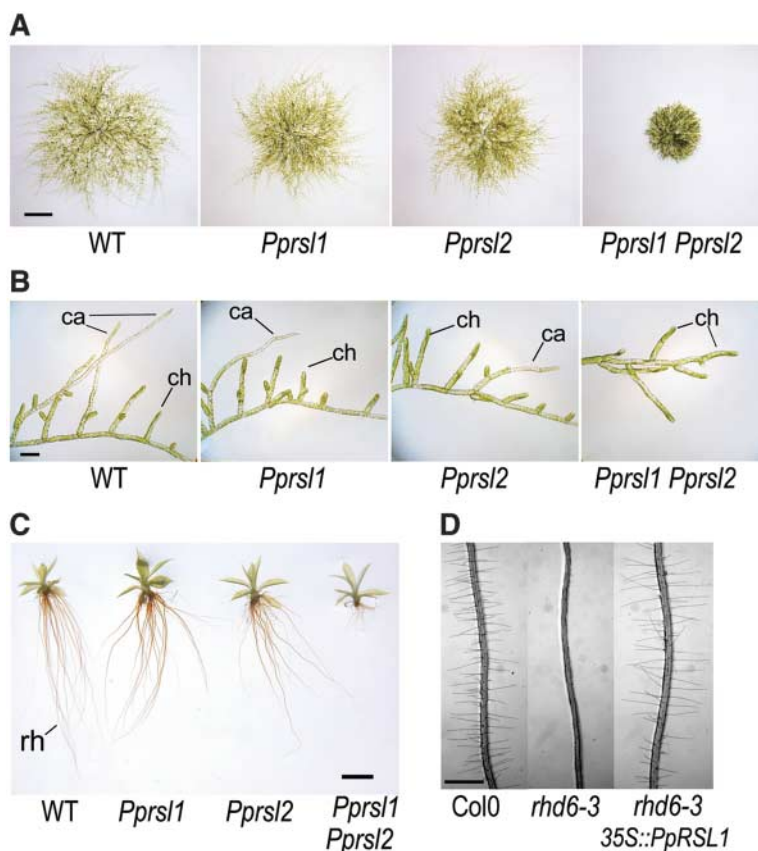 A
WT
Pprsl1
Pprsl2
Pprsl1 Pprsl2
B
ca
ch
WT
ca
ch
Pprsl1
ch
ca
Pprsl2
ch
Pprsl1 Pprsl2
C
rh
WT
Pprsl1
Pprsl2
Pprsl1
Pprsl2
D
Col0
rhd6-3
rhd6-3
35S::PpRSL1